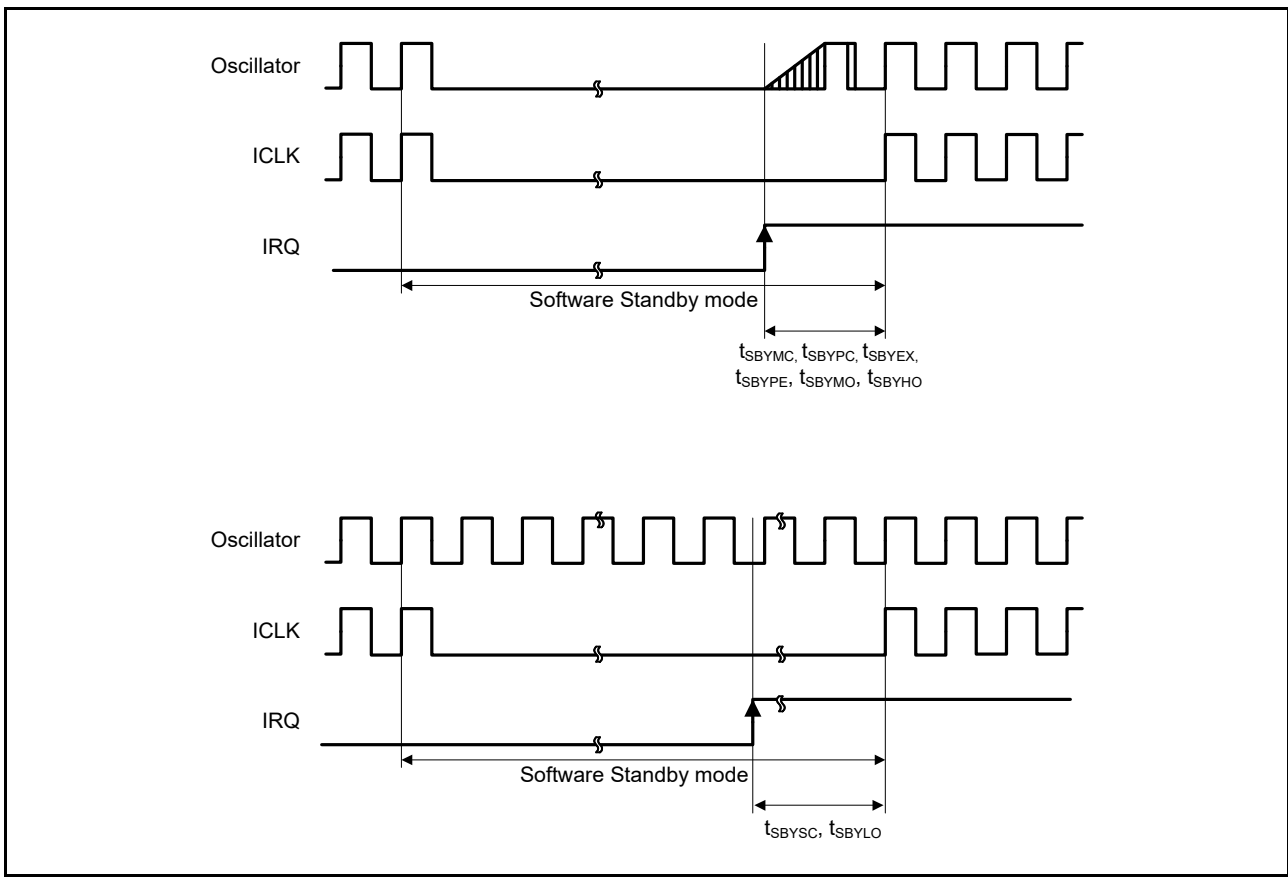 Oscillator
ICLK
IRQ
Software Standby mode
tSBYMC, tSBYPC, tSBYEX,
tSBYPE, tSBYMO, tSBYHO
Oscillator
ICLK
IRQ
Software Standby mode
tSBYSC, tSBYLO